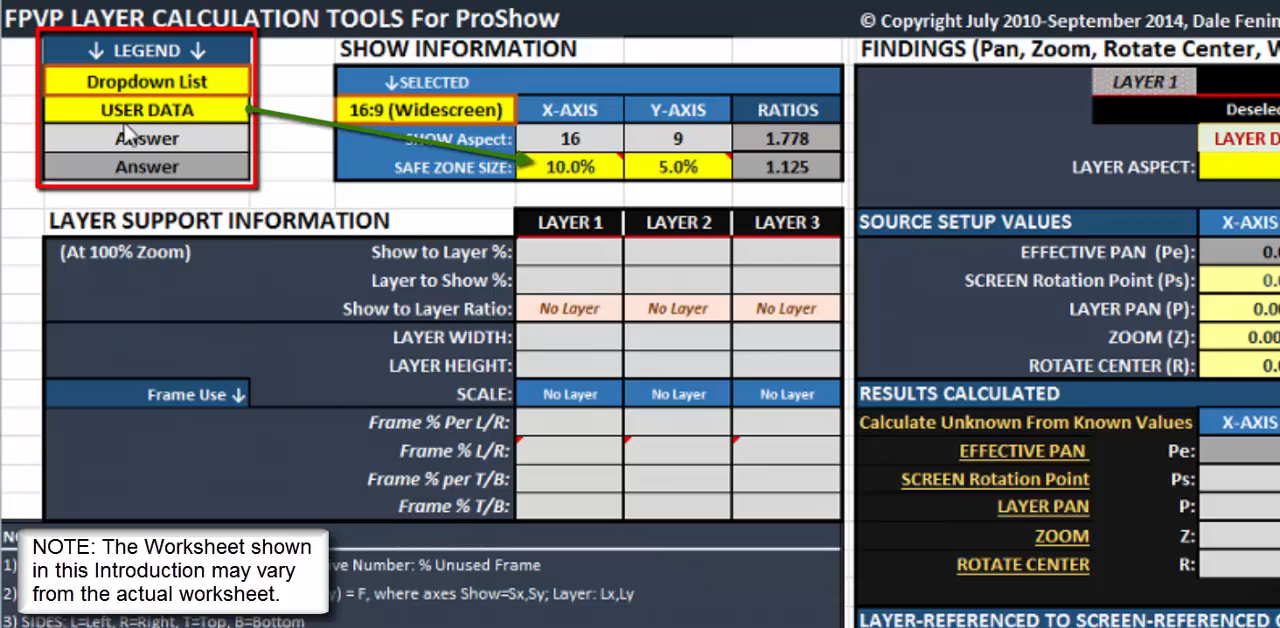 FPVP LAYER CALCULATION TOOLS For ProShow
© Copyright July 2010-September 2014, Dale
↓ LEGEND ↓
Dropdown List
USER DATA
Answer
Answer
SHOW INFORMATION
↓SELECTED
16:9 (Widescreen) X-AXIS Y-AXIS RATIOS
SHOW Aspect: 16 9 1.778
SAFE ZONE SIZE: 10.0% 5.0% 1.125
FINDINGS (Pan, Zoom, Rotate Center,
LAYER 1
LAYER
LAYER ASPECT:
LAYER SUPPORT INFORMATION LAYER 1 LAYER 2 LAYER 3
(At 100% Zoom) Show to Layer %:
Layer to Show %:
Show to Layer Ratio: No Layer No Layer No Layer
LAYER WIDTH:
LAYER HEIGHT:
Frame Use ↓ SCALE: No Layer No Layer No Layer
Frame % Per L/R:
Frame % L/R:
Frame % per T/B:
Frame % T/B:
SOURCE SETUP VALUES X-AXIS
EFFECTIVE PAN (Pe):
SCREEN Rotation Point (Ps):
LAYER PAN (P):
ZOOM (Z):
ROTATE CENTER (R):
RESULTS CALCULATED
Calculate Unknown From Known Values X-AXIS
EFFECTIVE PAN Pe:
SCREEN Rotation Point Ps:
LAYER PAN P:
ZOOM Z:
ROTATE CENTER R:
LAYER-REFERENCED TO SCREEN-REFERENCED
NOTE: The Worksheet shown
in this Introduction may vary
from the actual worksheet.
1) Number: % Unused Frame
2) = F, where axes Show=Sx,Sy; Layer: Lx,Ly
3) SIDES: L=Left, R=Right, T=Top, B=Bottom